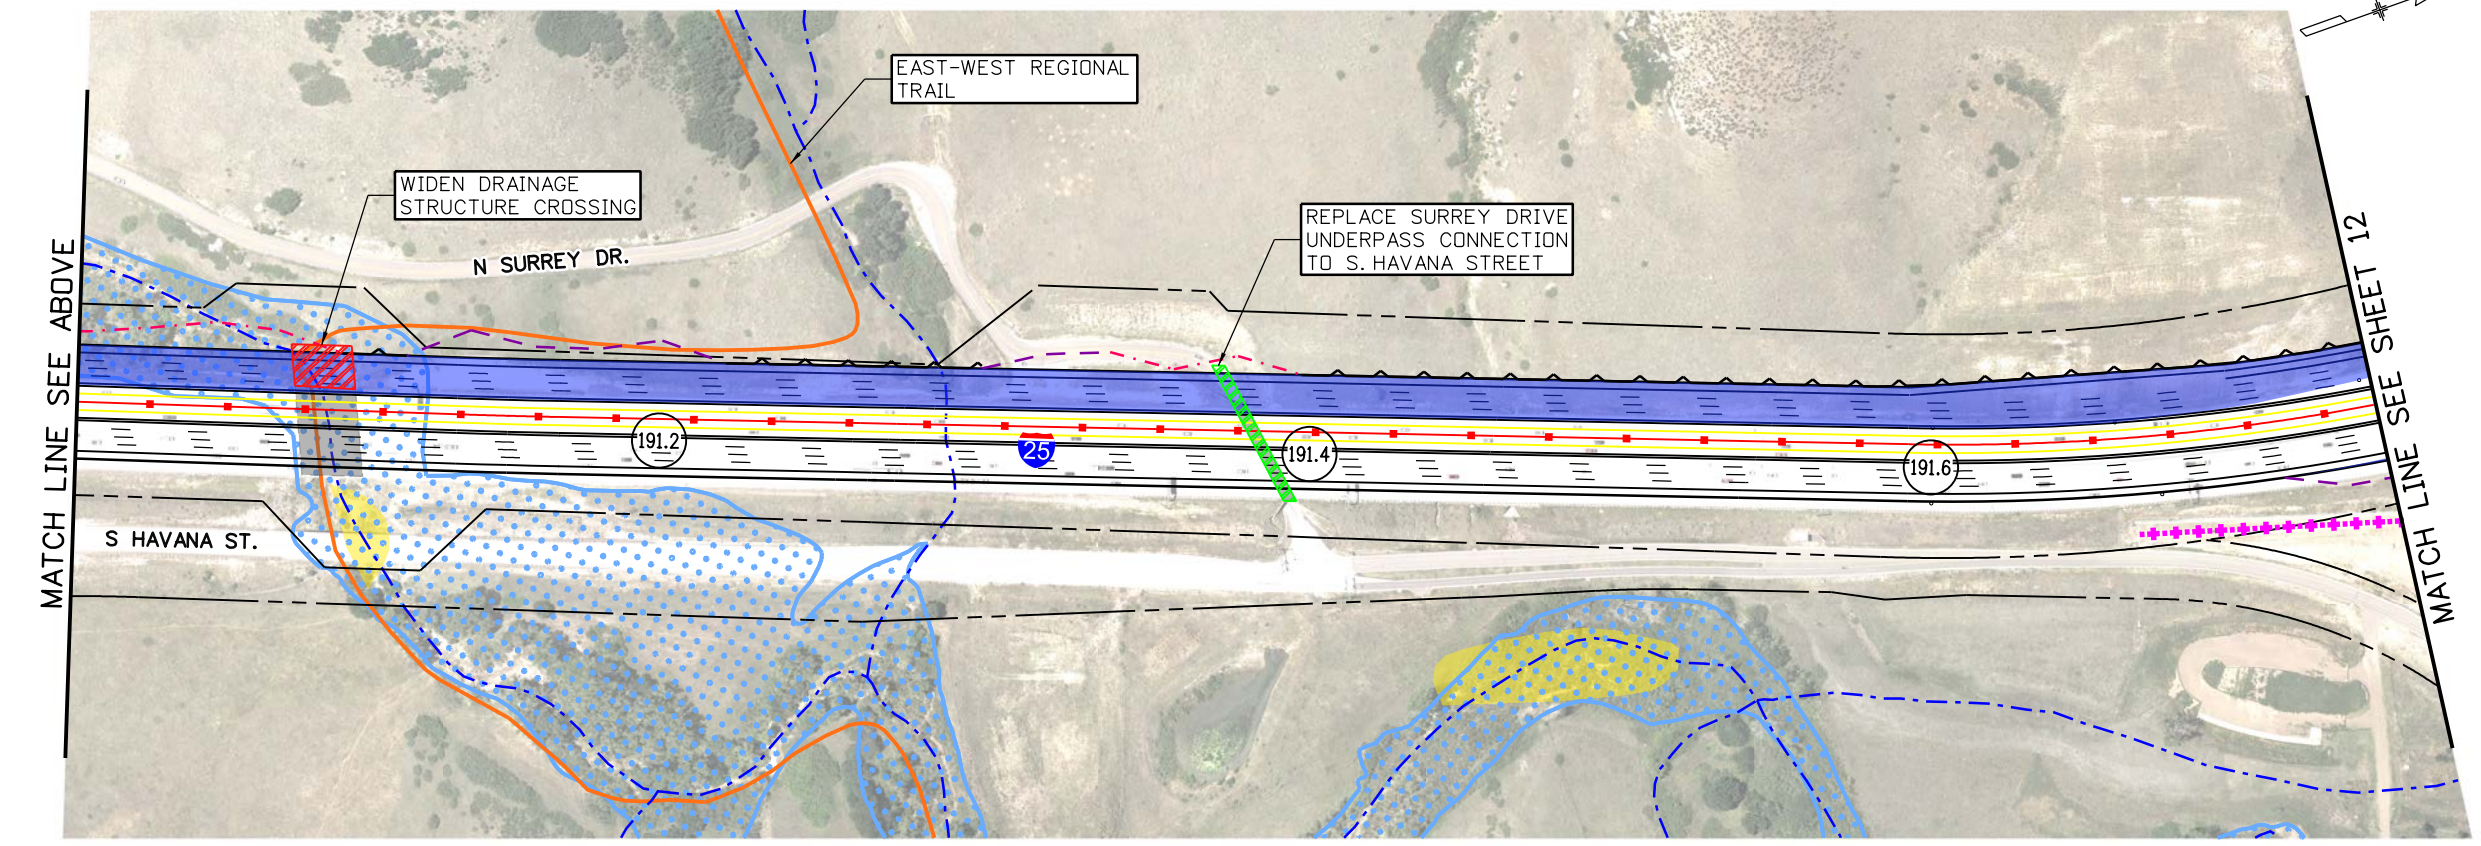 EAST-WEST REGIONAL
TRAIL
WIDEN DRAINAGE
STRUCTURE CROSSING
REPLACE SURREY DRIVE
UNDERPASS CONNECTION
TO S. HAVANA STREET
N SURREY DR.
MATCH LINE SEE ABOVE
MATCH LINE SEE SHEET 12
191.2
25
191.4
191.6
S HAVANA ST.